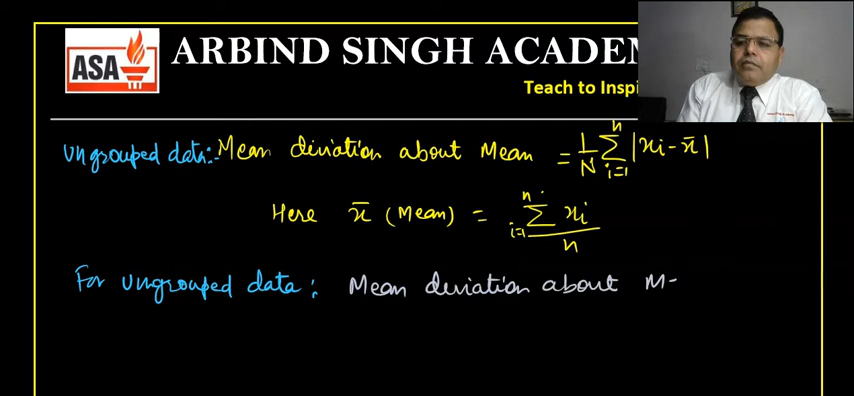 ASA
ARBIND SINGH ACADEM
Teach to Inspi
Ungrouped data:- Mean diviation about Mean = 1/N n∑i=1 |xi - x̄|
Here x̄ (Mean) = n∑i=1 xi / n
For Ungrouped data: Mean deviation about M-